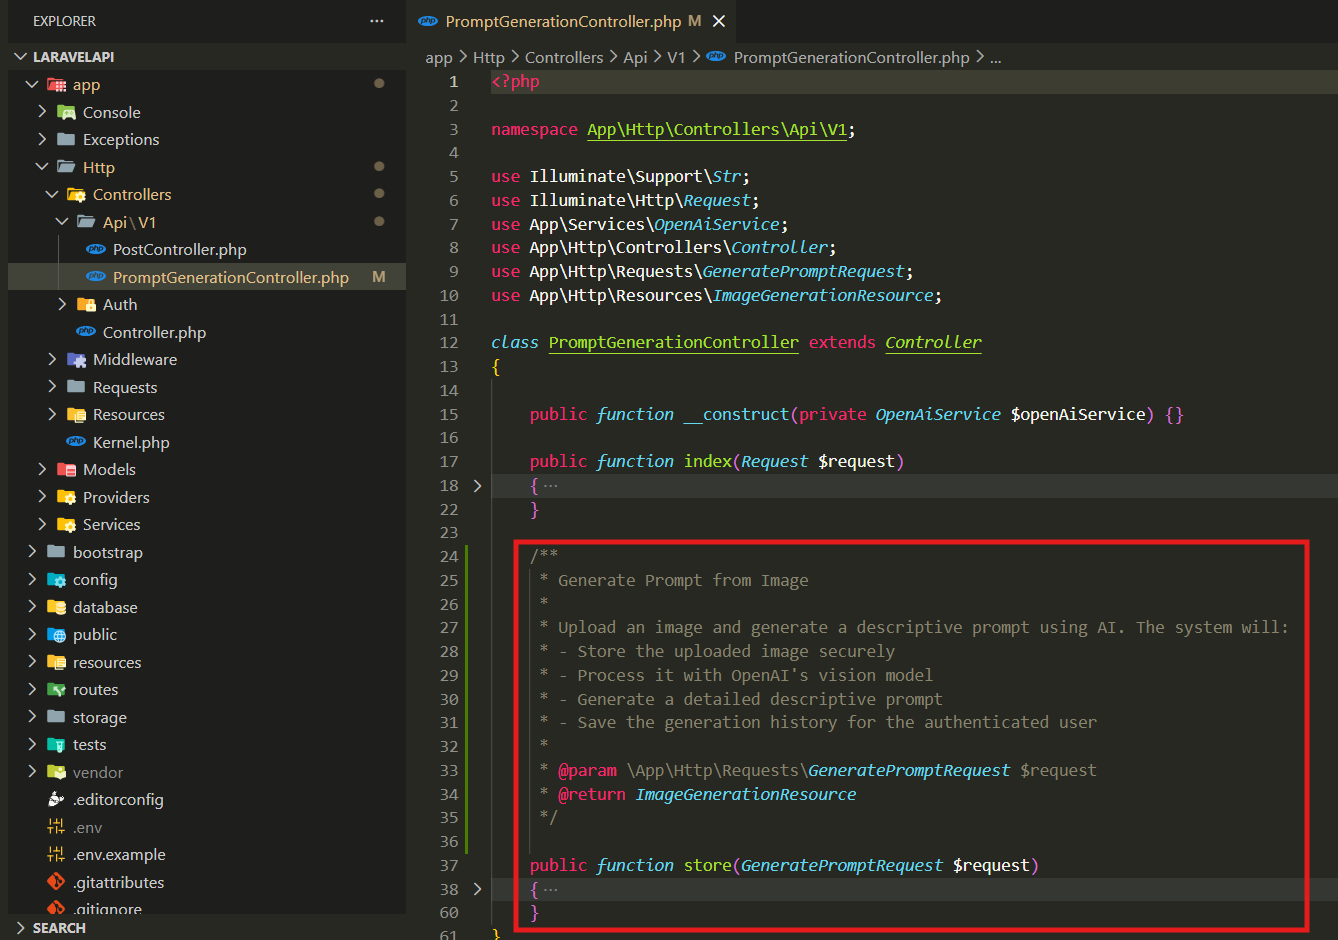 EXPLORER
···
LARAVELAPI
app
Console
Exceptions
Http
Controllers
Api\V1
PostController.php
PromptGenerationController.php M
Auth
Controller.php
Middleware
Requests
Resources
Kernel.php
Models
Providers
Services
bootstrap
config
database
public
resources
routes
storage
tests
vendor
.editorconfig
.env
.env.example
.gitattributes
.gitignore
SEARCH
php PromptGenerationController.php M ×
app > Http > Controllers > Api > V1 > php PromptGenerationController.php > ...
1 <?php
2
3 namespace App\Http\Controllers\Api\V1;
4
5 use Illuminate\Support\Str;
6 use Illuminate\Http\Request;
7 use App\Services\OpenAiService;
8 use App\Http\Controllers\Controller;
9 use App\Http\Requests\GeneratePromptRequest;
10 use App\Http\Resources\ImageGenerationResource;
11
12 class PromptGenerationController extends Controller
13 {
14
15 public function __construct(private OpenAiService $openAiService) {}
16
17 public function index(Request $request)
18 > { ···
22 }
23
24 /**
25 * Generate Prompt from Image
26 *
27 * Upload an image and generate a descriptive prompt using AI. The system will:
28 * - Store the uploaded image securely
29 * - Process it with OpenAI's vision model
30 * - Generate a detailed descriptive prompt
31 * - Save the generation history for the authenticated user
32 *
33 * @param \App\Http\Requests\GeneratePromptRequest $request
34 * @return ImageGenerationResource
35 */
36
37 public function store(GeneratePromptRequest $request)
38 > { ···
60 }
61 }